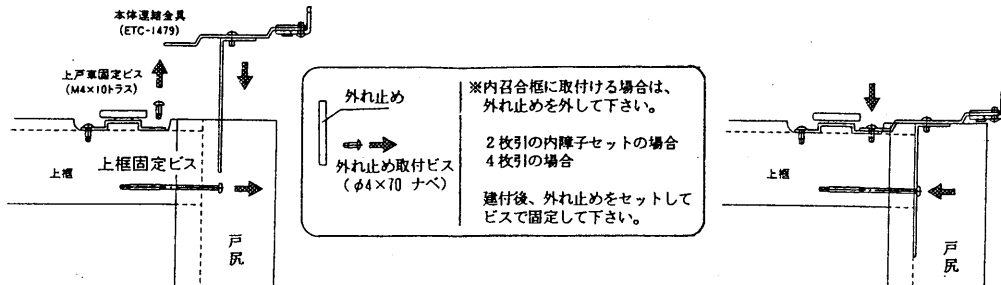 本体連結金具
(ETC-1479)
上戸車固定ビス
(M4×10トラス)
上框
上框固定ビス
戸尻
外れ止め
外れ止め取付ビス
(φ4×70 ナベ)
※内召合框に取付ける場合は、
外れ止めを外して下さい。
2枚引の内障子セットの場合
4枚引の場合
建付後、外れ止めをセットして
ビスで固定して下さい。
上框
戸尻